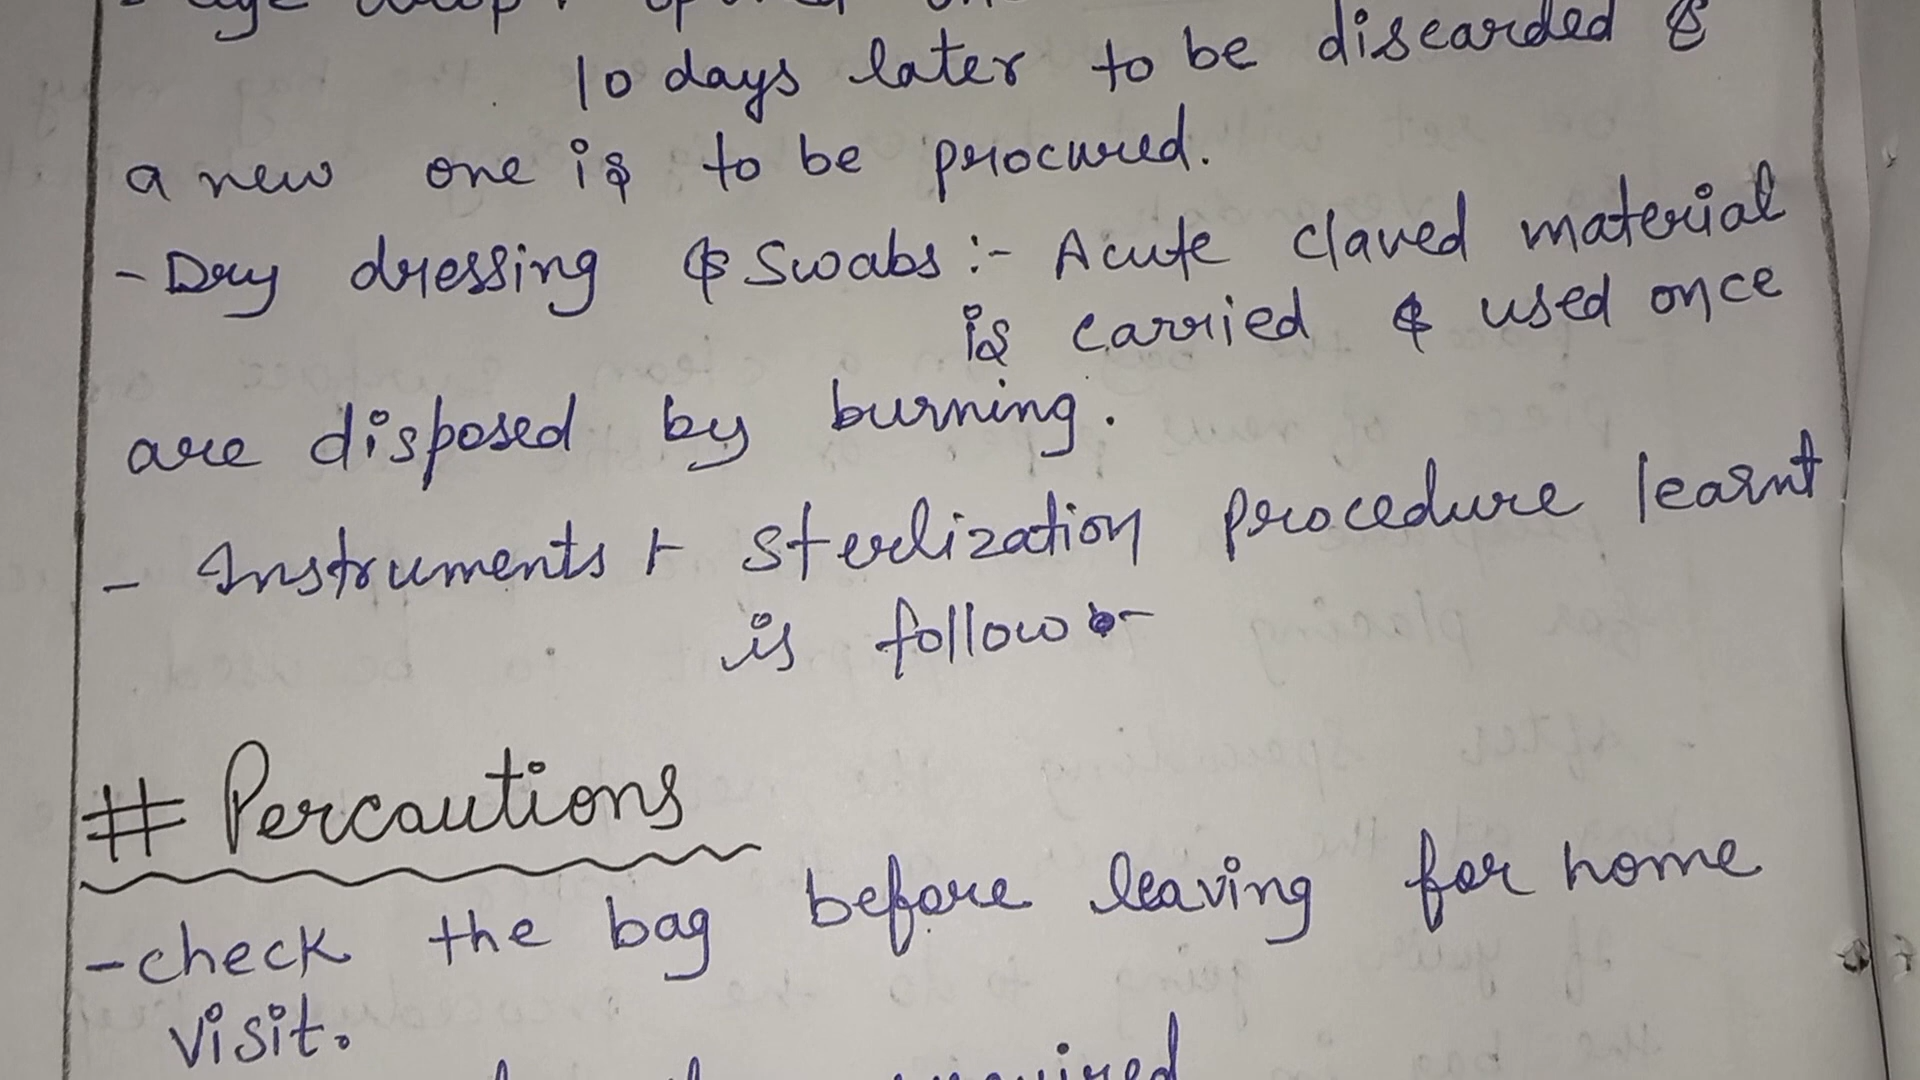 10 days later to be discarded &
a new one is to be procured.
- Dry dressing & Swabs :- Acute claved material
is carried & used once
are disposed by burning.
- Instruments :- sterlization procedure learnt
is follow :-
# Percautions
- check the bag before leaving for home
visit.